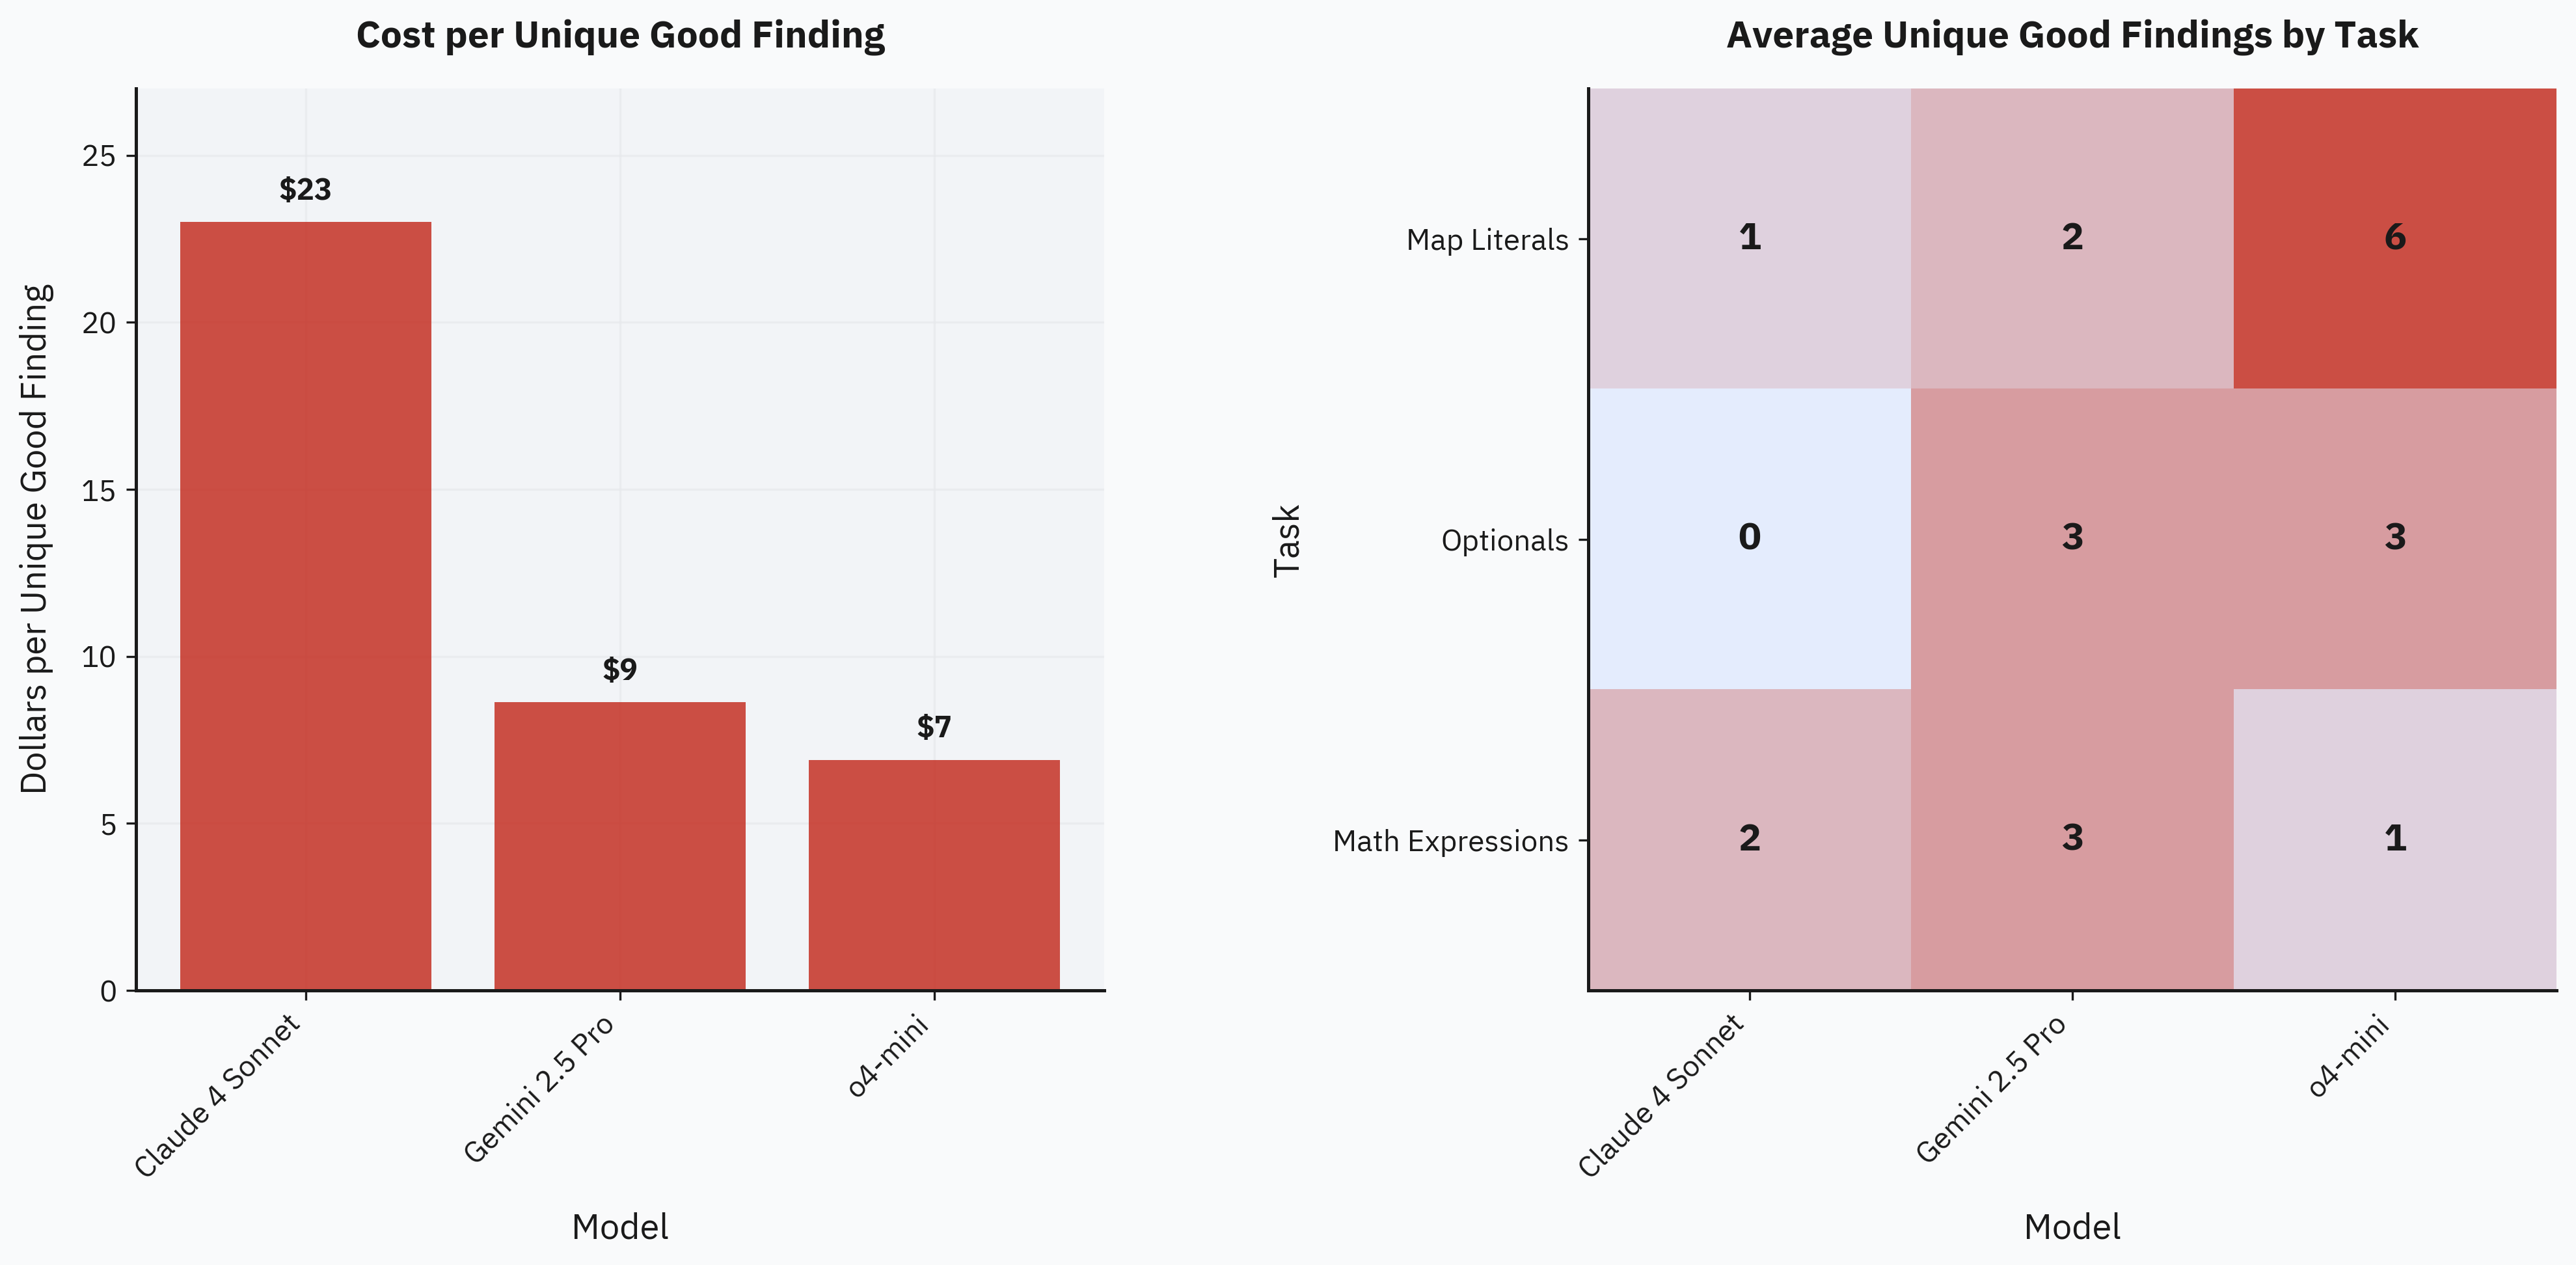 Cost per Unique Good Finding
Dollars per Unique Good Finding
25
20
15
10
5
0
$23
$9
$7
Claude 4 Sonnet
Gemini 2.5 Pro
o4-mini
Model
Average Unique Good Findings by Task
Task
Map Literals
1 2 6
Optionals
0 3 3
Math Expressions
2 3 1
Claude 4 Sonnet
Gemini 2.5 Pro
o4-mini
Model